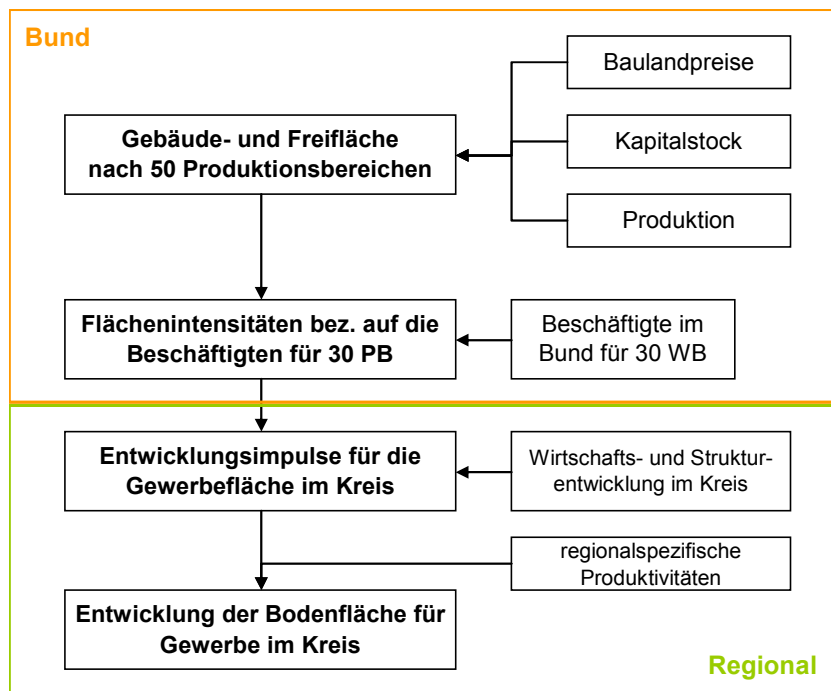 Bund
Baulandpreise
Gebäude- und Freifläche
nach 50 Produktionsbereichen
Kapitalstock
Produktion
Flächenintensitäten bez. auf die
Beschäftigten für 30 PB
Beschäftigte im
Bund für 30 WB
Entwicklungsimpulse für die
Gewerbefläche im Kreis
Wirtschafts- und Struktur-
entwicklung im Kreis
regionalspezifische
Produktivitäten
Entwicklung der Bodenfläche für
Gewerbe im Kreis
Regional